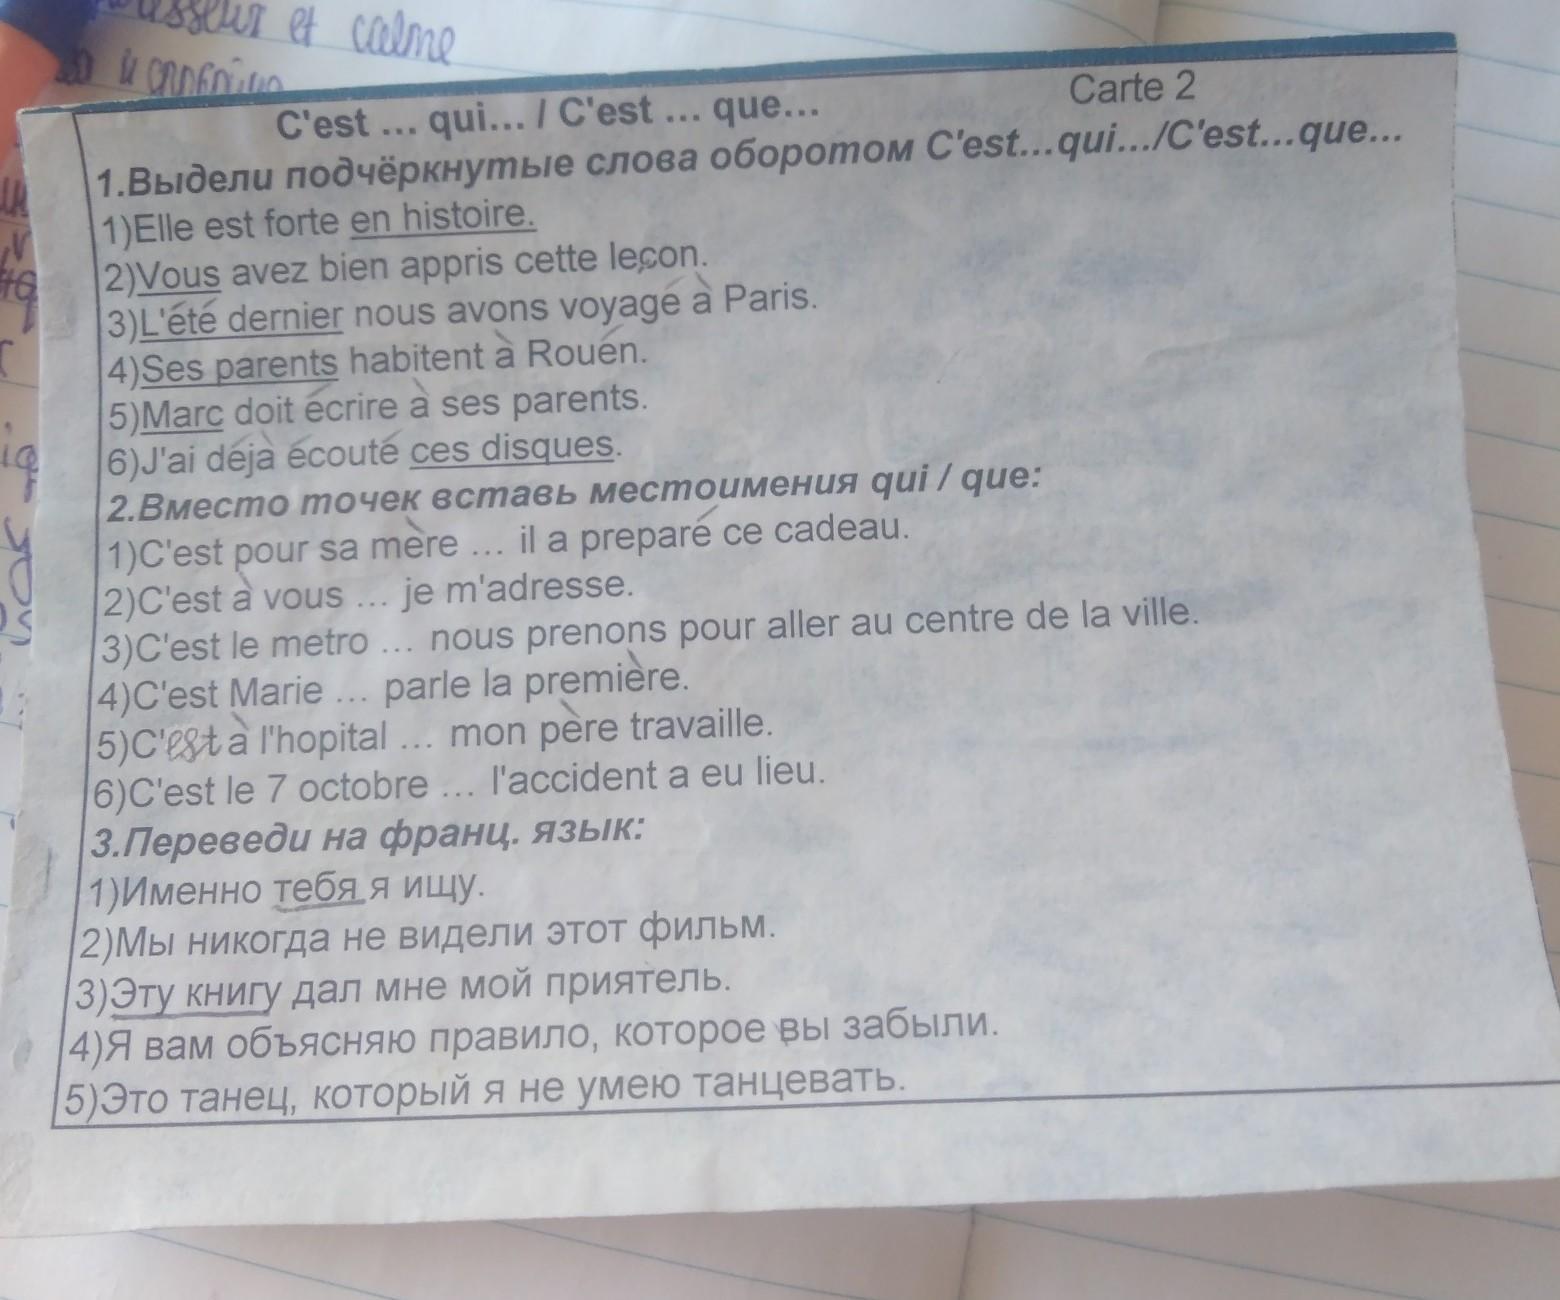 et calme
C'est ... qui... / C'est ... que...
Carte 2
1.Выдели подчёркнутые слова оборотом C'est...qui.../C'est...que...
1)Elle est forte en histoire.
2)Vous avez bien appris cette leçon.
3)L'été dernier nous avons voyagé à Paris.
4)Ses parents habitent à Rouén.
5)Marc doit écrire à ses parents.
6)J'ai déjà écouté ces disques.
2.Вместо точек вставь местоимения qui / que:
1)C'est pour sa mère ... il a preparé ce cadeau.
2)C'est à vous ... je m'adresse.
3)C'est le metro ... nous prenons pour aller au centre de la ville.
4)C'est Marie ... parle la première.
5)C'est à l'hopital ... mon père travaille.
6)C'est le 7 octobre ... l'accident a eu lieu.
3.Переведи на франц. язык:
1)Именно тебя я ищу.
2)Мы никогда не видели этот фильм.
3)Эту книгу дал мне мой приятель.
4)Я вам объясняю правило, которое вы забыли.
5)Это танец, который я не умею танцевать.